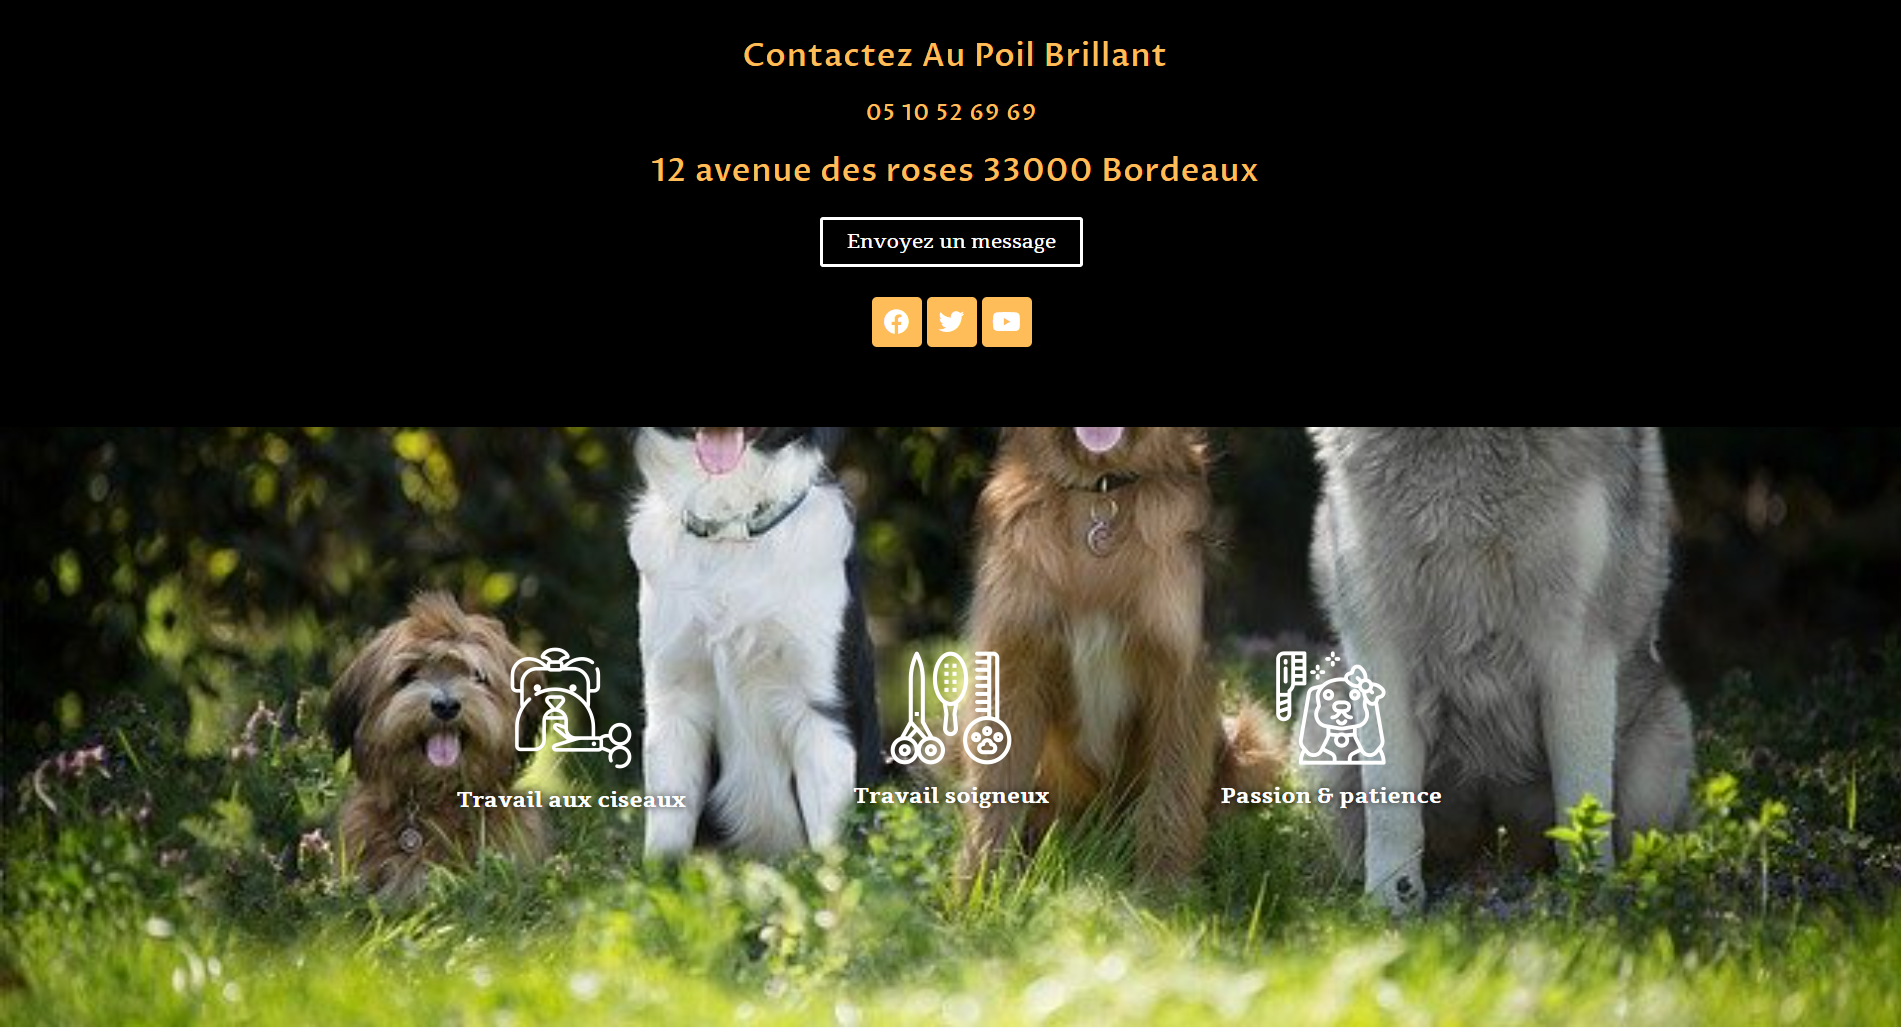 Contactez Au Poil Brillant
05 10 52 69 69
12 avenue des roses 33000 Bordeaux
Envoyez un message
Travail aux ciseaux
Travail soigneux
Passion & patience